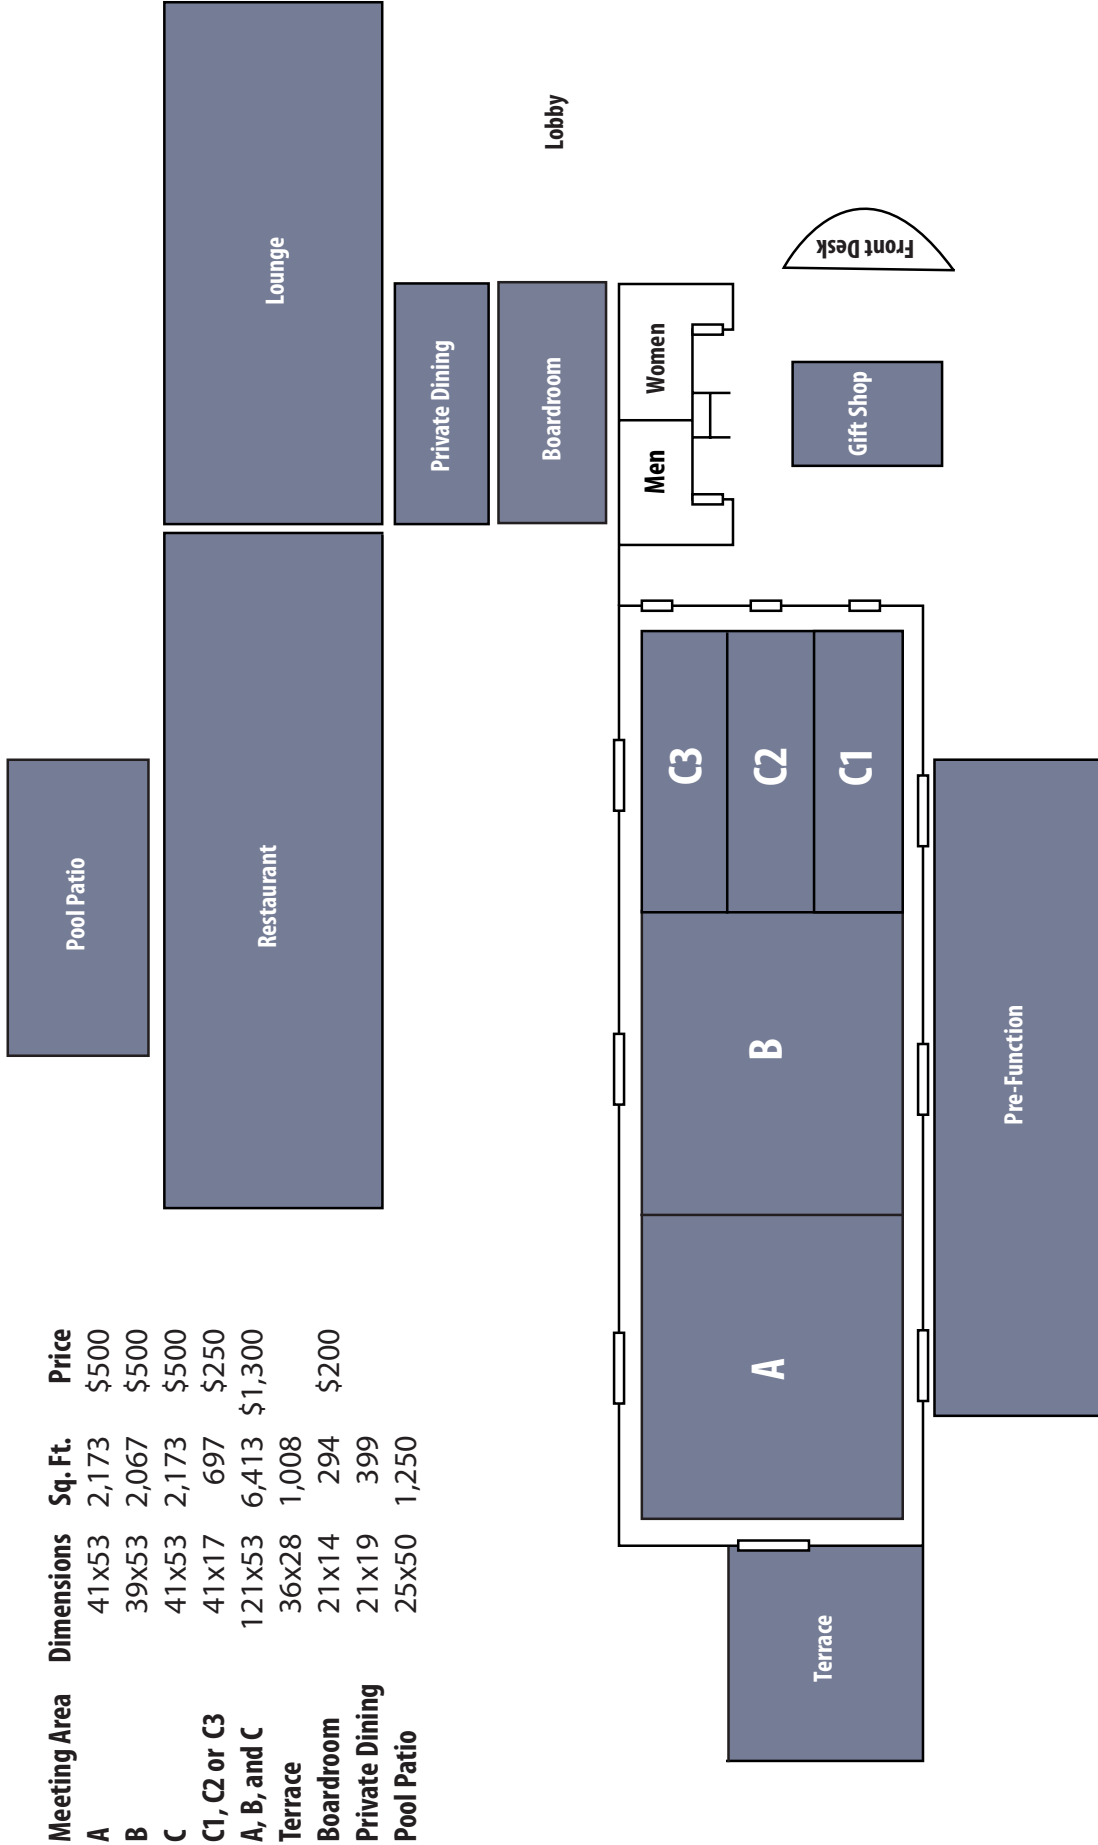 Meeting Area Dimensions Sq. Ft. Price
A 41x53 2,173 $500
B 39x53 2,067 $500
C 41x53 2,173 $500
C1, C2 or C3 41x17 697 $250
A, B, and C 121x53 6,413 $1,300
Terrace 36x28 1,008
Boardroom 21x14 294 $200
Private Dining 21x19 399
Pool Patio 25x50 1,250
Pool Patio
Restaurant
Lounge
Private Dining
Boardroom
Lobby
Men
Women
Front Desk
Gift Shop
C3
C2
C1
B
A
Terrace
Pre-Function